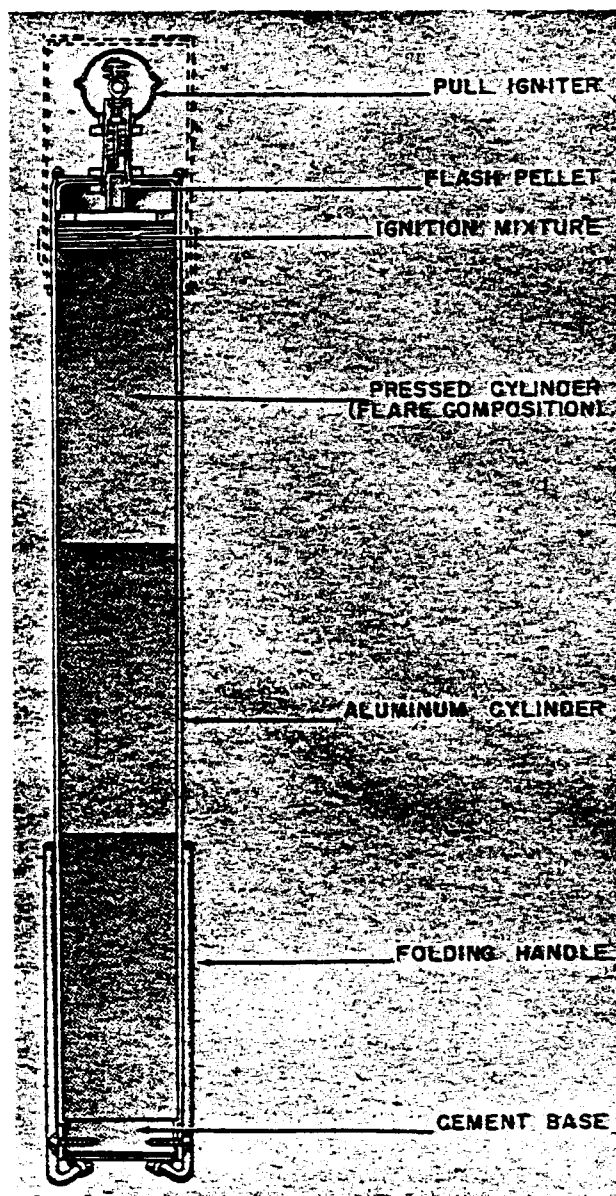 PULL IGNITER
FLASH PELLET
IGNITION MIXTURE
PRESSED CYLINDER
(FLARE COMPOSITION)
ALUMINUM CYLINDER
FOLDING HANDLE
CEMENT BASE